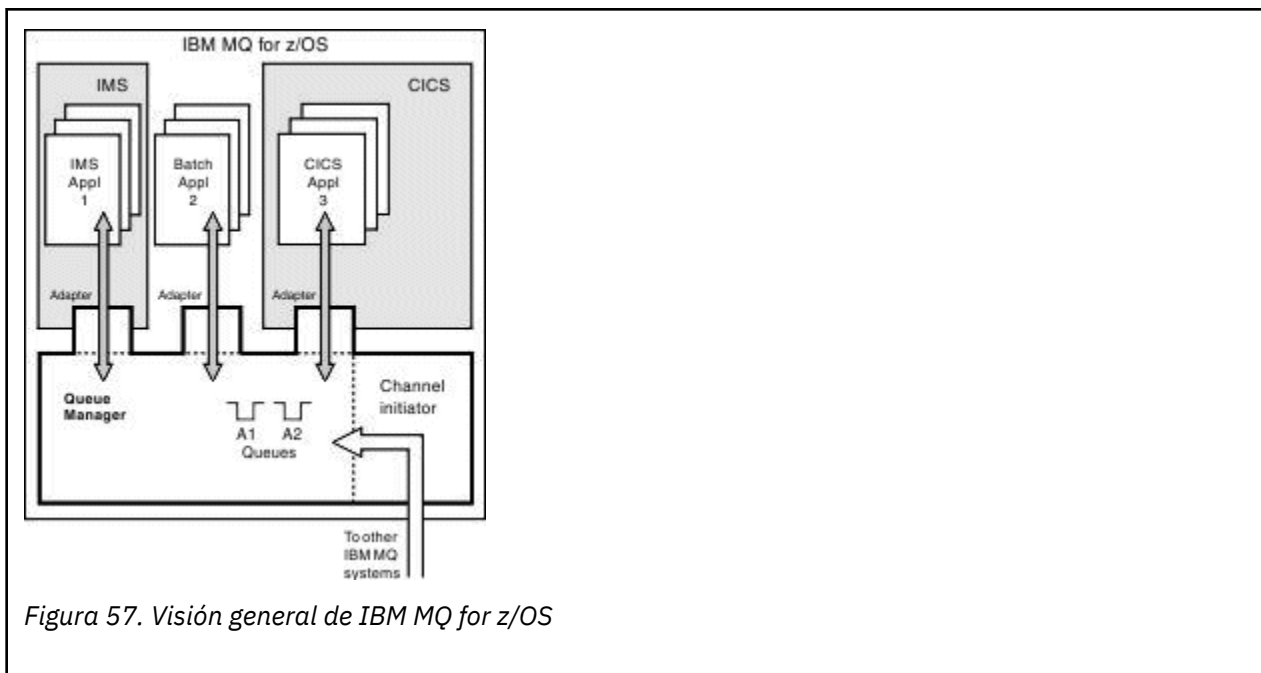 IBM MQ for z/OS
IMS
CICS
IMS
Appl
1
Batch
Appl
2
CICS
Appl
3
Adapter
Adapter
Adapter
Queue
Manager
A1
A2
Queues
Channel
initiator
To other
IBM MQ
systems
Figura 57. Visión general de IBM MQ for z/OS